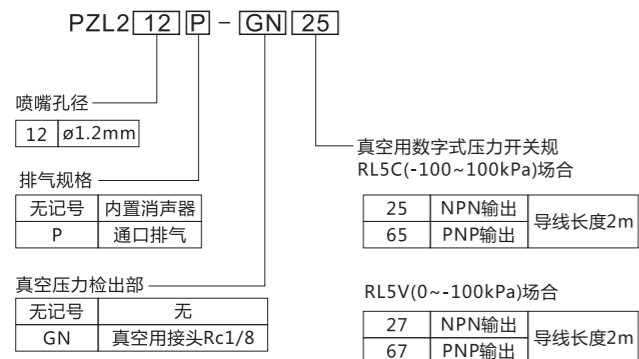 PZL2 12 P - GN 25
喷嘴孔径
12 ø1.2mm
排气规格
无记号 内置消声器
P 通口排气
真空压力检出部
无记号 无
GN 真空用接头Rc1/8
真空用数字式压力开关规
RL5C(-100~100kPa)场合
25 NPN输出 导线长度2m
65 PNP输出
RL5V(0~-100kPa)场合
27 NPN输出 导线长度2m
67 PNP输出